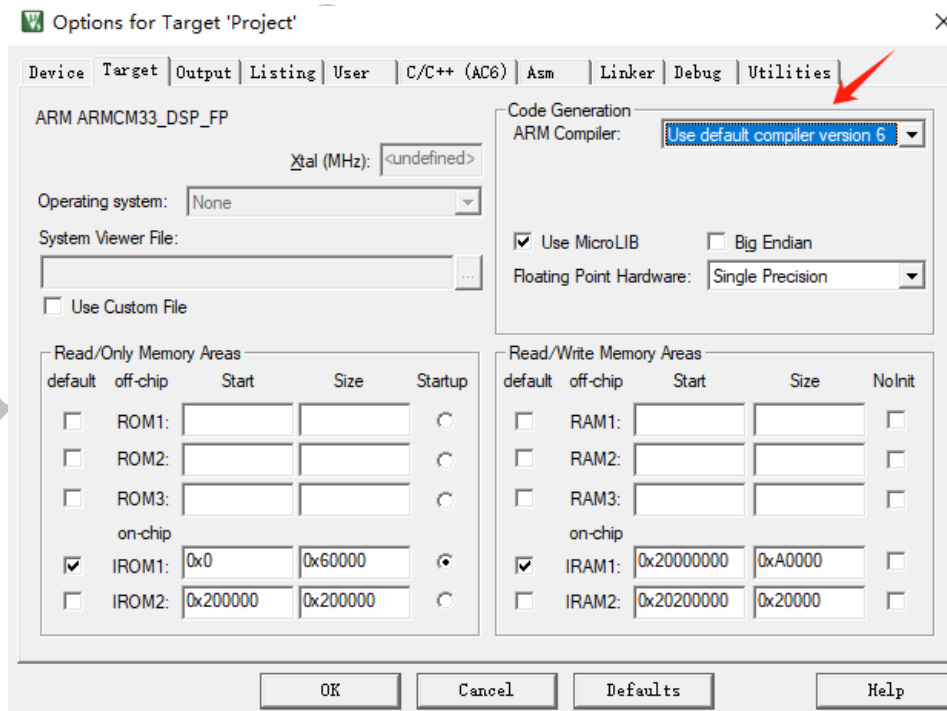 Options for Target 'Project'
Device Target Output Listing User C/C++ (AC6) Asm Linker Debug Utilities
ARM ARMCM33_DSP_FP
Xtal (MHz): <undefined>
Operating system: None
System Viewer File:
...
Use Custom File
Code Generation
ARM Compiler: Use default compiler version 6
Use MicroLIB Big Endian
Floating Point Hardware: Single Precision
Read/Only Memory Areas
default off-chip Start Size Startup
ROM1:
ROM2:
ROM3:
on-chip
IROM1: 0x0 0x60000
IROM2: 0x200000 0x200000
Read/Write Memory Areas
default off-chip Start Size NoInit
RAM1:
RAM2:
RAM3:
on-chip
IRAM1: 0x20000000 0xA0000
IRAM2: 0x20200000 0x20000
OK Cancel Defaults Help